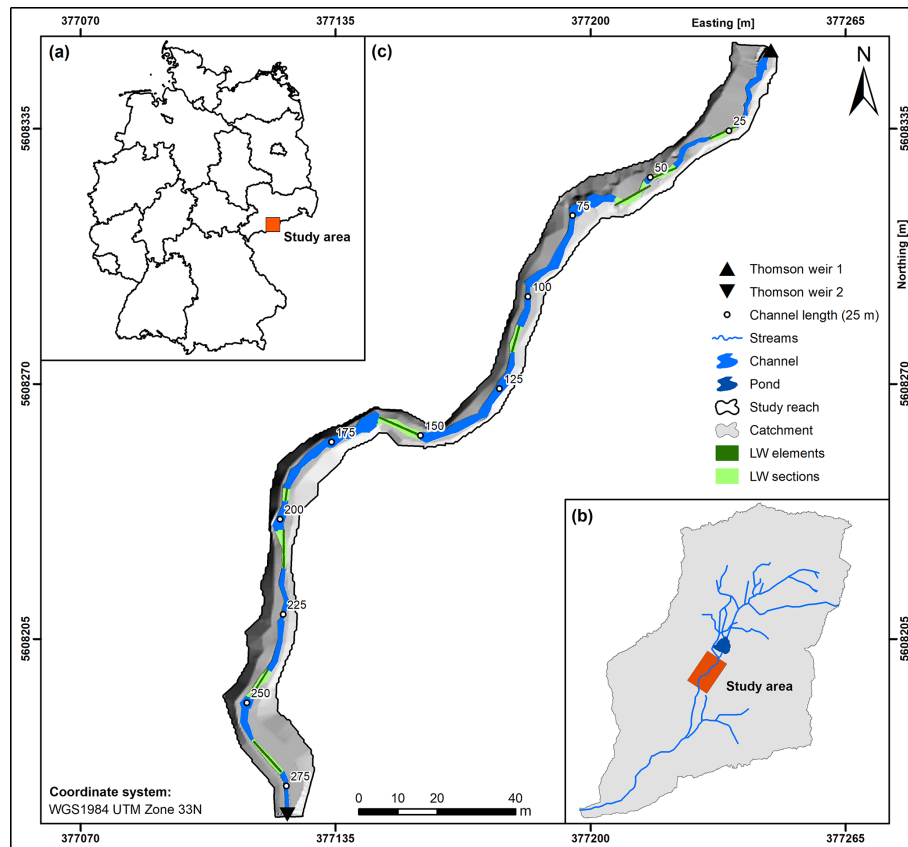 377070
377135
Easting [m]
377200
377265
(a)
(c)
N
5608335
5608335
25
50
75
Study area
Northing [m]
100
Thomson weir 1
Thomson weir 2
Channel length (25 m)
Streams
Channel
Pond
Study reach
Catchment
LW elements
LW sections
5608270
5608270
125
150
175
200
(b)
225
5608205
5608205
Study area
250
275
Coordinate system:
WGS1984 UTM Zone 33N
0
10
20
40
m
377070
377135
377200
377265